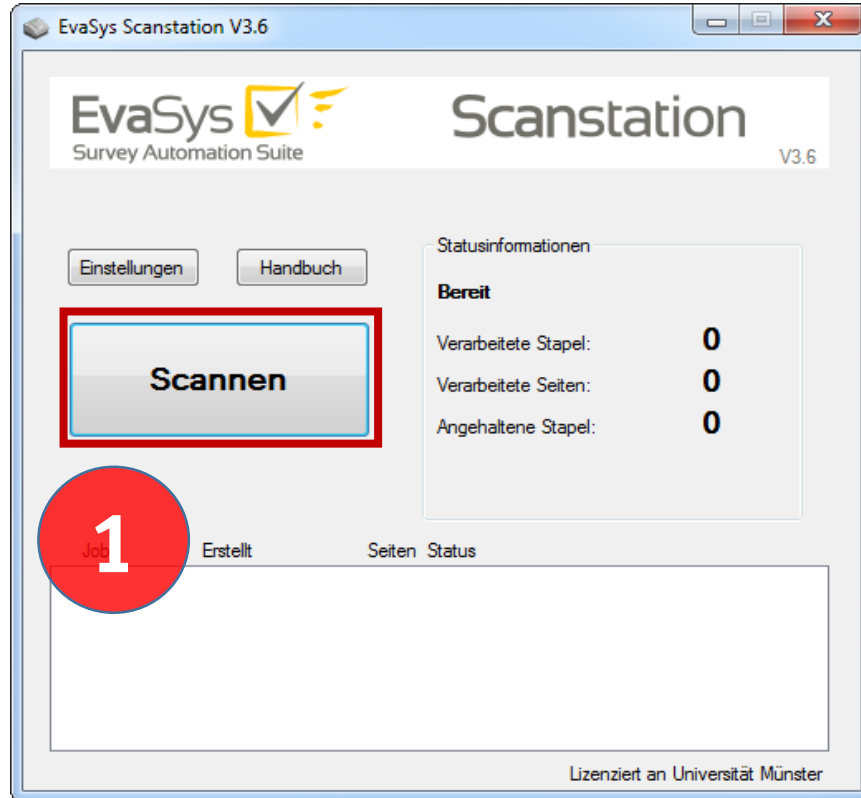 EvaSys Scanstation V3.6
EvaSys
Survey Automation Suite
Scanstation
V3.6
Einstellungen
Handbuch
Scannen
Statusinformationen
Bereit
Verarbeitete Stapel: 0
Verarbeitete Seiten: 0
Angehaltene Stapel: 0
1
Job Erstellt Seiten Status
Lizenziert an Universität Münster